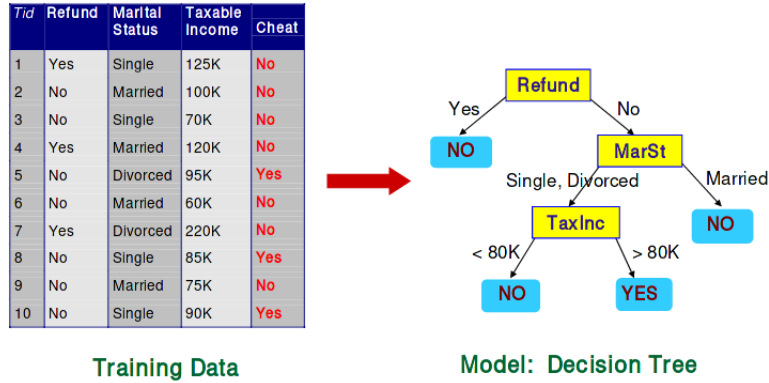 Tid Refund Marital Status Taxable Income Cheat
1 Yes Single 125K No
2 No Married 100K No
3 No Single 70K No
4 Yes Married 120K No
5 No Divorced 95K Yes
6 No Married 60K No
7 Yes Divorced 220K No
8 No Single 85K Yes
9 No Married 75K No
10 No Single 90K Yes
Training Data
Refund
Yes No
NO MarSt
Single, Divorced Married
TaxInc NO
< 80K > 80K
NO YES
Model: Decision Tree